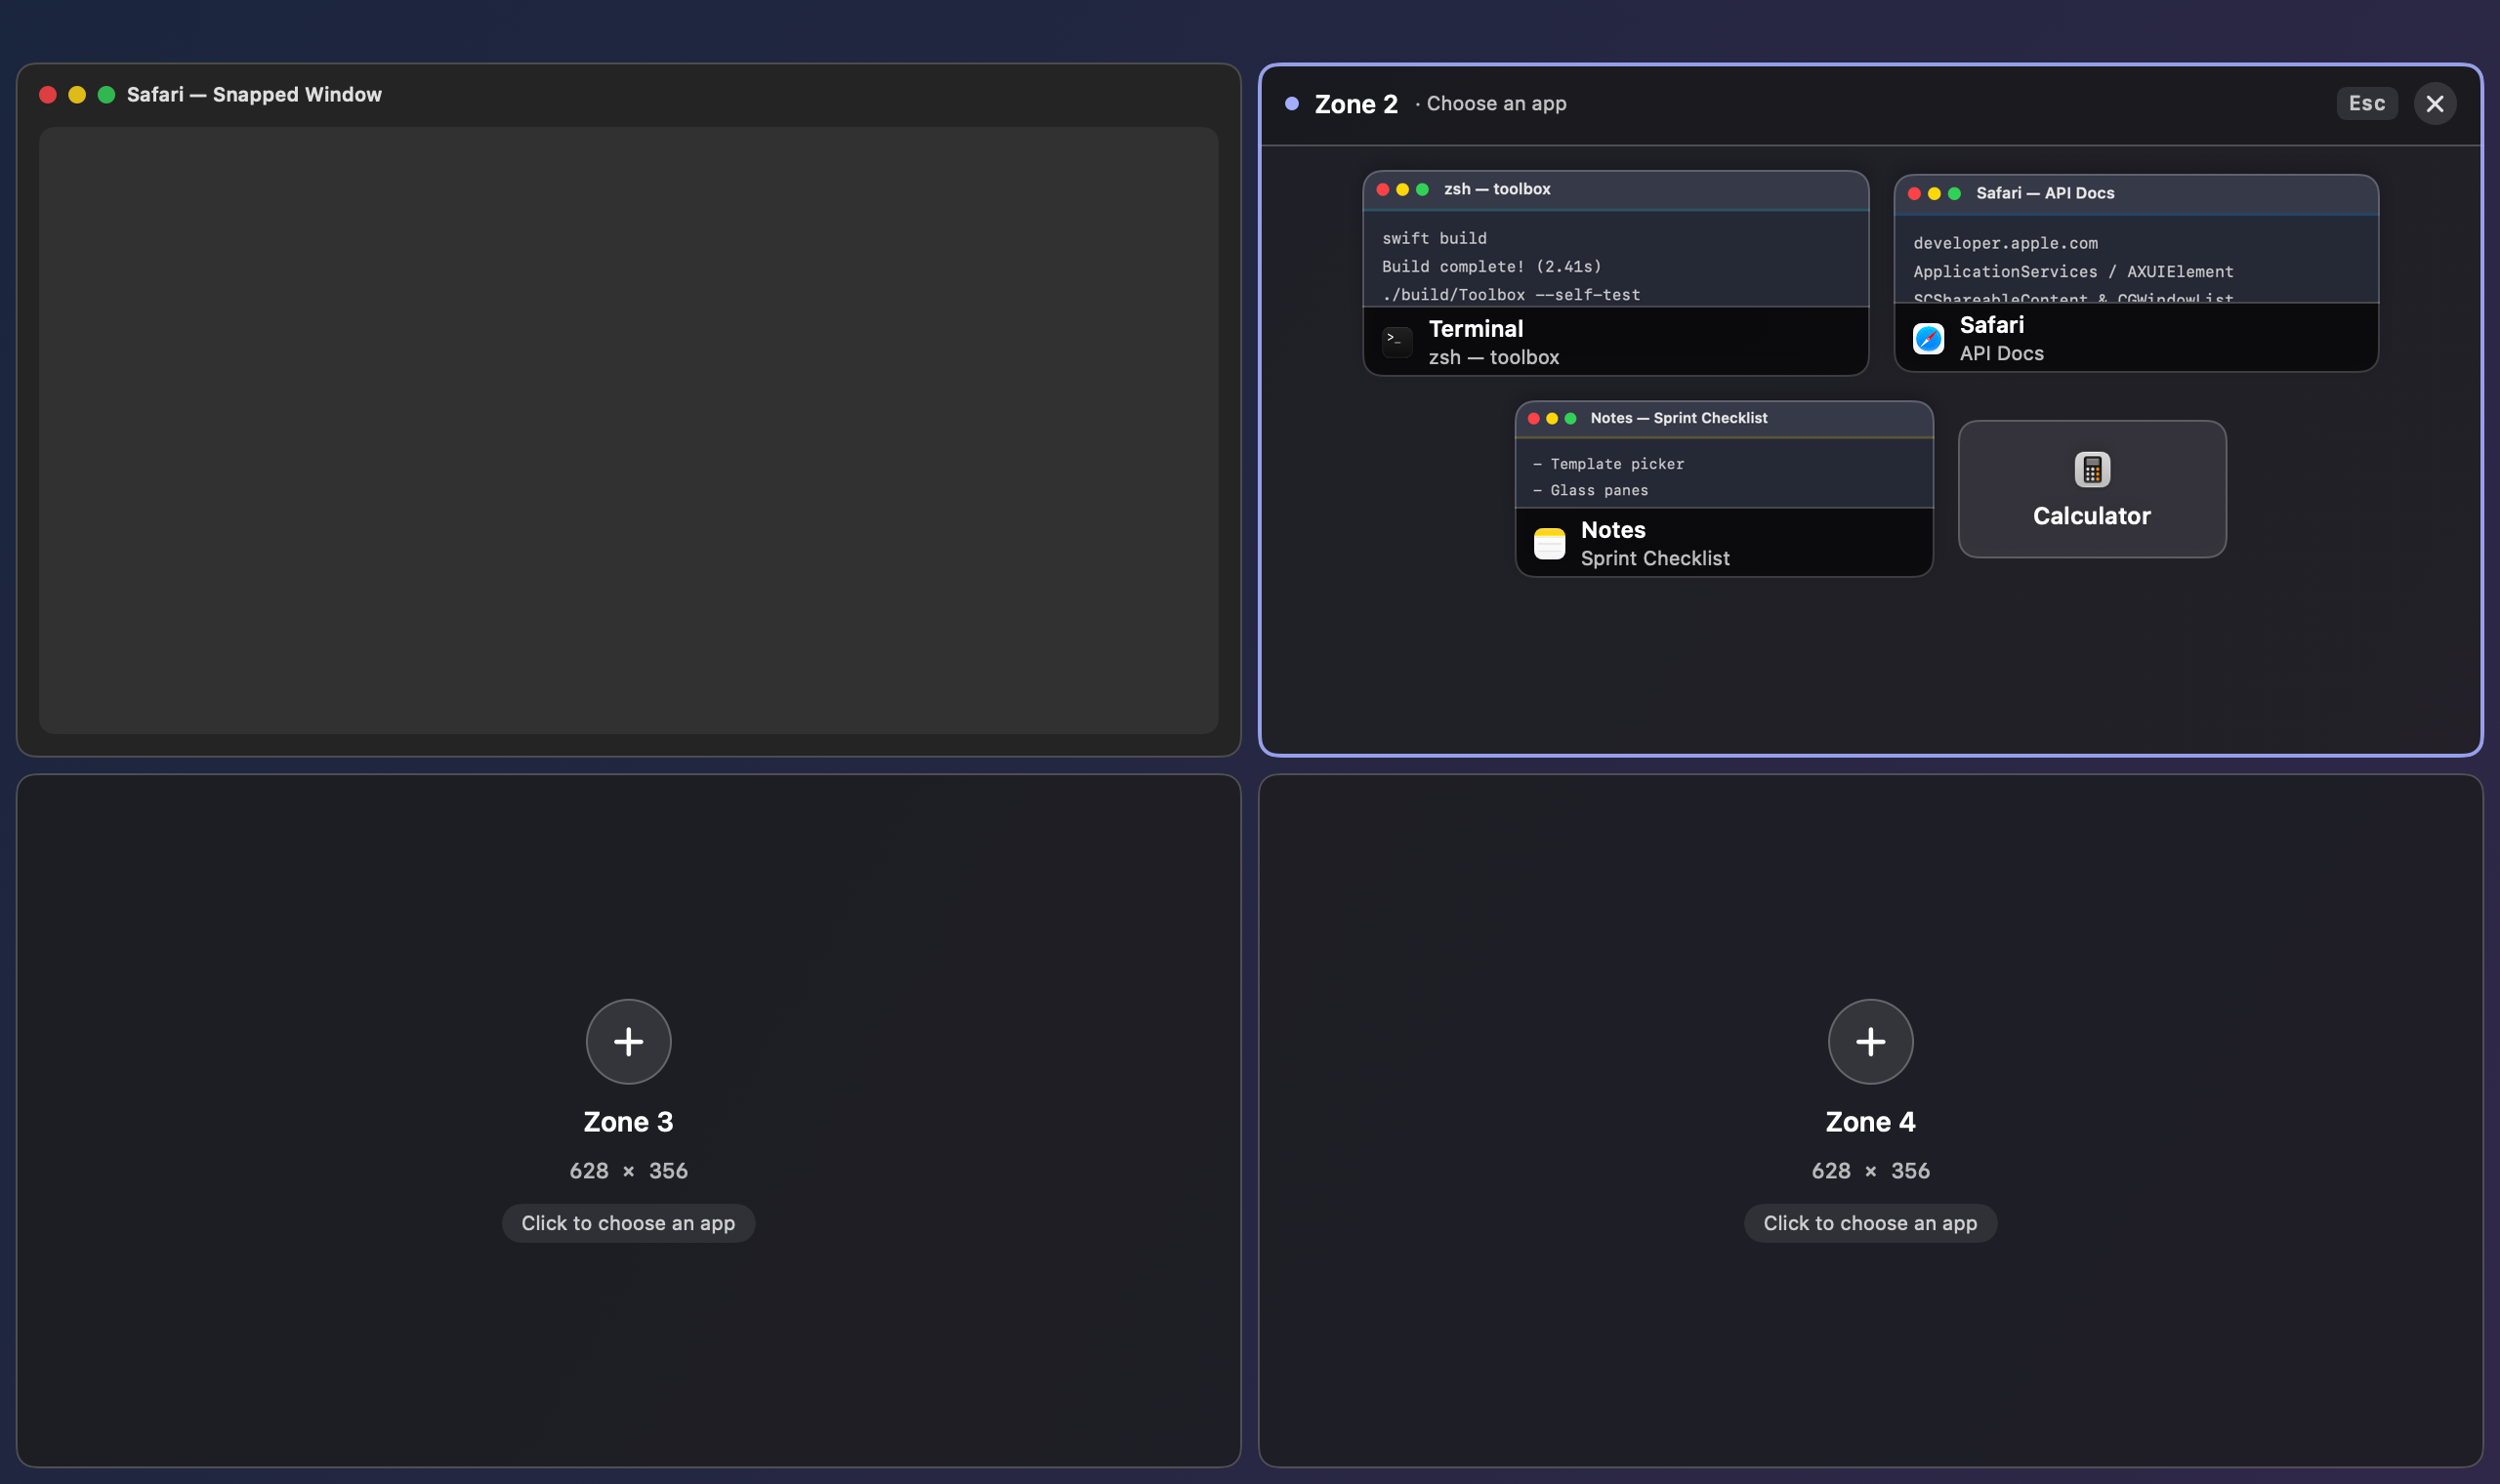 Safari — Snapped Window
Zone 2 · Choose an app
Esc
zsh — toolbox
swift build
Build complete! (2.41s)
./build/Toolbox --self-test
>_
Terminal
zsh — toolbox
Safari — API Docs
developer.apple.com
ApplicationServices / AXUIElement
SCShareableContent & CGWindowList
Safari
API Docs
Notes — Sprint Checklist
- Template picker
- Glass panes
Notes
Sprint Checklist
Calculator
Zone 3
628 × 356
Click to choose an app
Zone 4
628 × 356
Click to choose an app